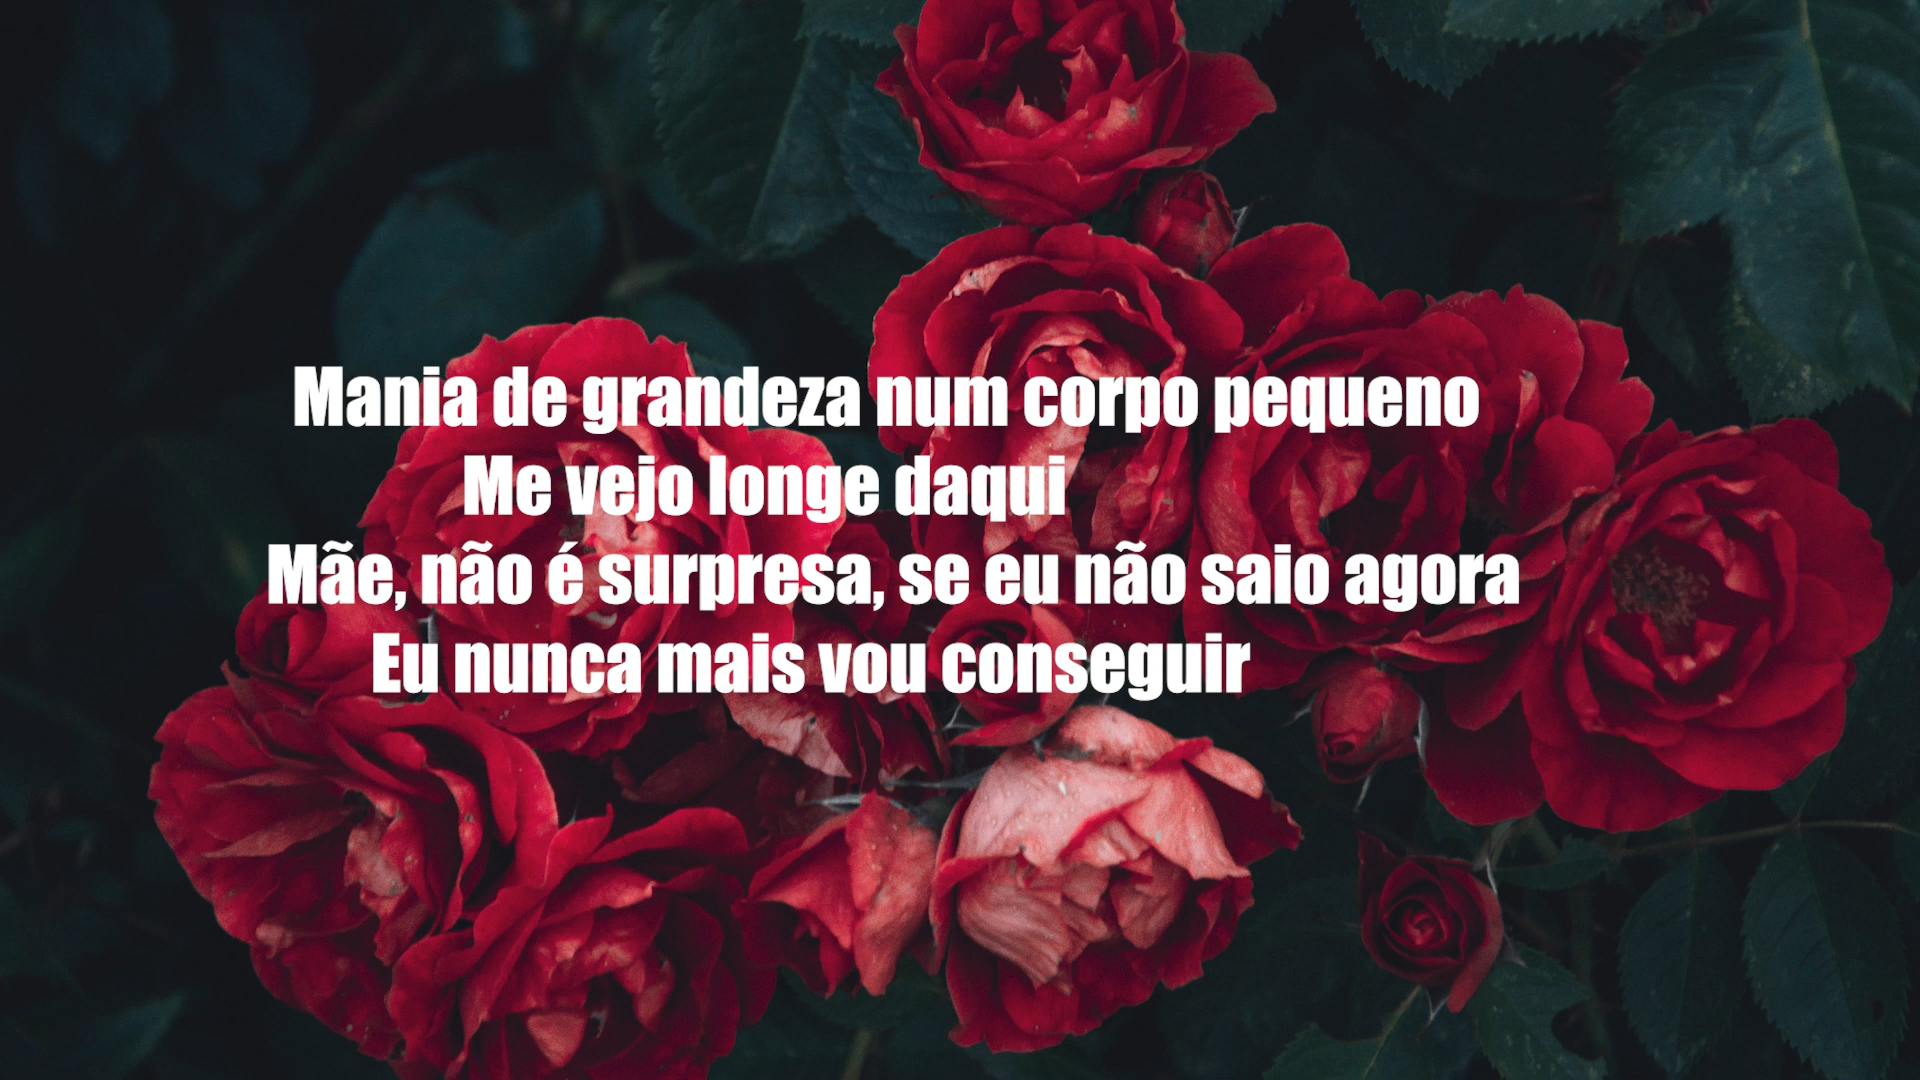 Mania de grandeza num corpo pequeno
Me vejo longe daqui
Mãe, não é surpresa, se eu não saio agora
Eu nunca mais vou conseguir